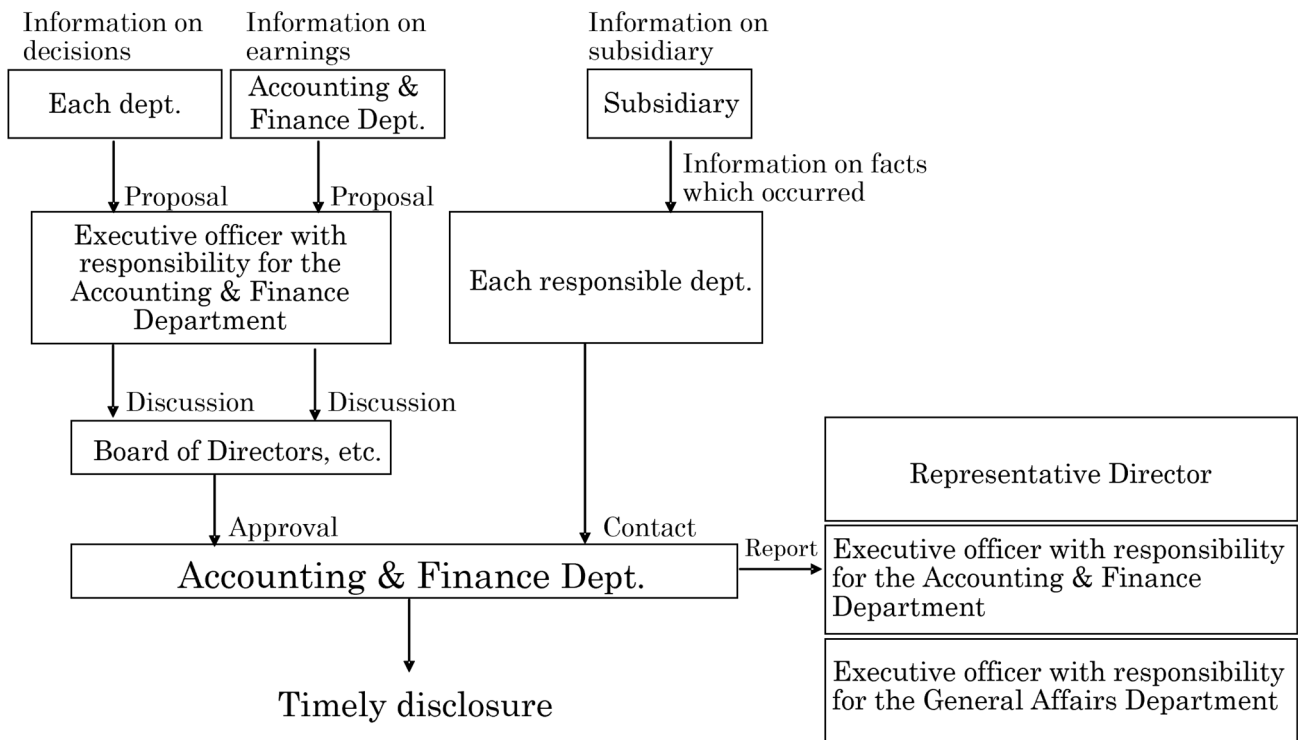 Information on
decisions
Information on
earnings
Information on
subsidiary
Each dept.
Accounting &
Finance Dept.
Subsidiary
Information on facts
which occurred
Proposal
Proposal
Executive officer with
responsibility for the
Accounting & Finance
Department
Each responsible dept.
Discussion
Discussion
Board of Directors, etc.
Representative Director
Approval
Contact
Accounting & Finance Dept.
Report
Executive officer with responsibility
for the Accounting & Finance
Department
Timely disclosure
Executive officer with responsibility
for the General Affairs Department